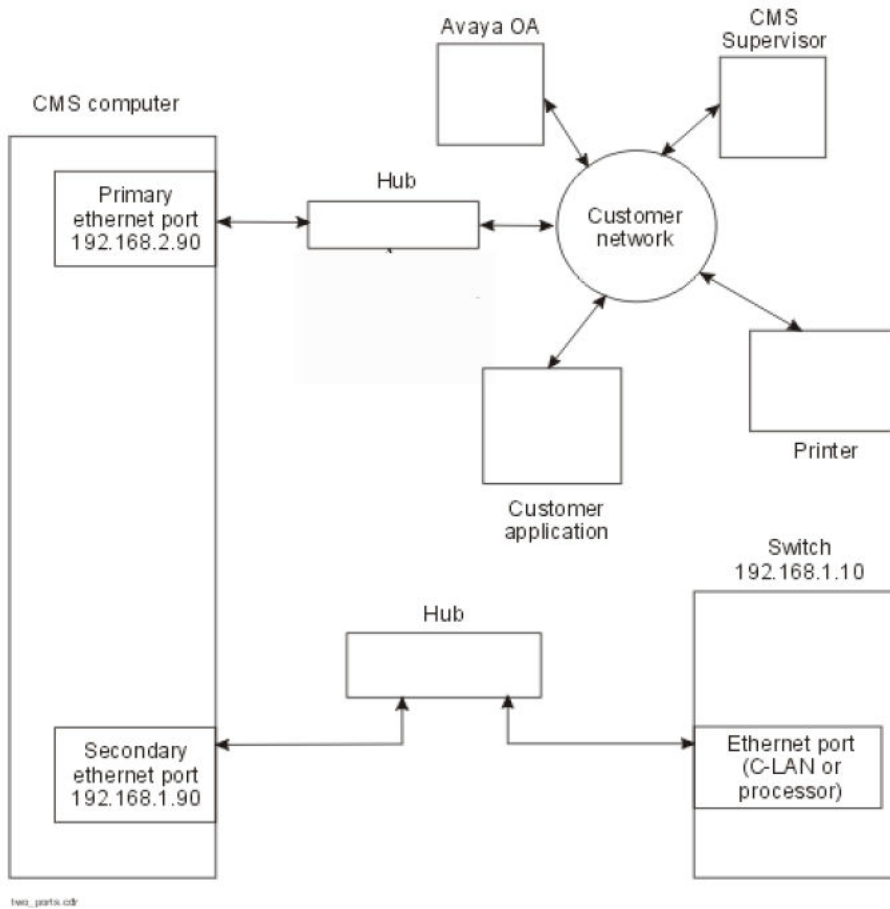 Avaya OA
CMS
Supervisor
CMS computer
Primary
ethernet port
192.168.2.90
Hub
Customer
network
Printer
Customer
application
Switch
192.168.1.10
Hub
Secondary
ethernet port
192.168.1.90
Ethernet port
(C-LAN or
processor)
two_ports.cdr